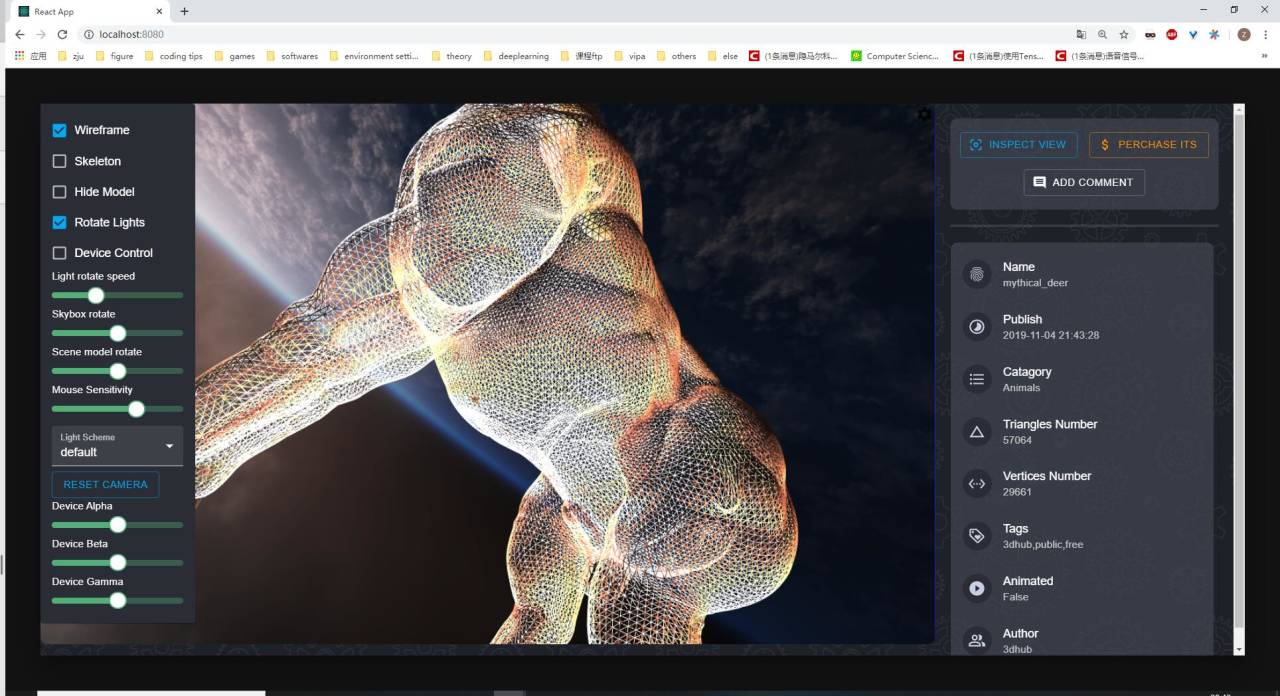 React App
localhost:8080
应用 zju figure coding tips games softwares environment setti... theory deeplearning 课程ftp vipa others else (1条消息)隐马尔科... Computer Scienc... (1条消息)使用Tens... (1条消息)语音信号...
Wireframe
Skeleton
Hide Model
Rotate Lights
Device Control
Light rotate speed
Skybox rotate
Scene model rotate
Mouse Sensitivity
Light Scheme
default
RESET CAMERA
Device Alpha
Device Beta
Device Gamma
INSPECT VIEW
$ PERCHASE ITS
ADD COMMENT
Name
mythical_deer
Publish
2019-11-04 21:43:28
Catagory
Animals
Triangles Number
57064
Vertices Number
29661
Tags
3dhub,public,free
Animated
False
Author
3dhub